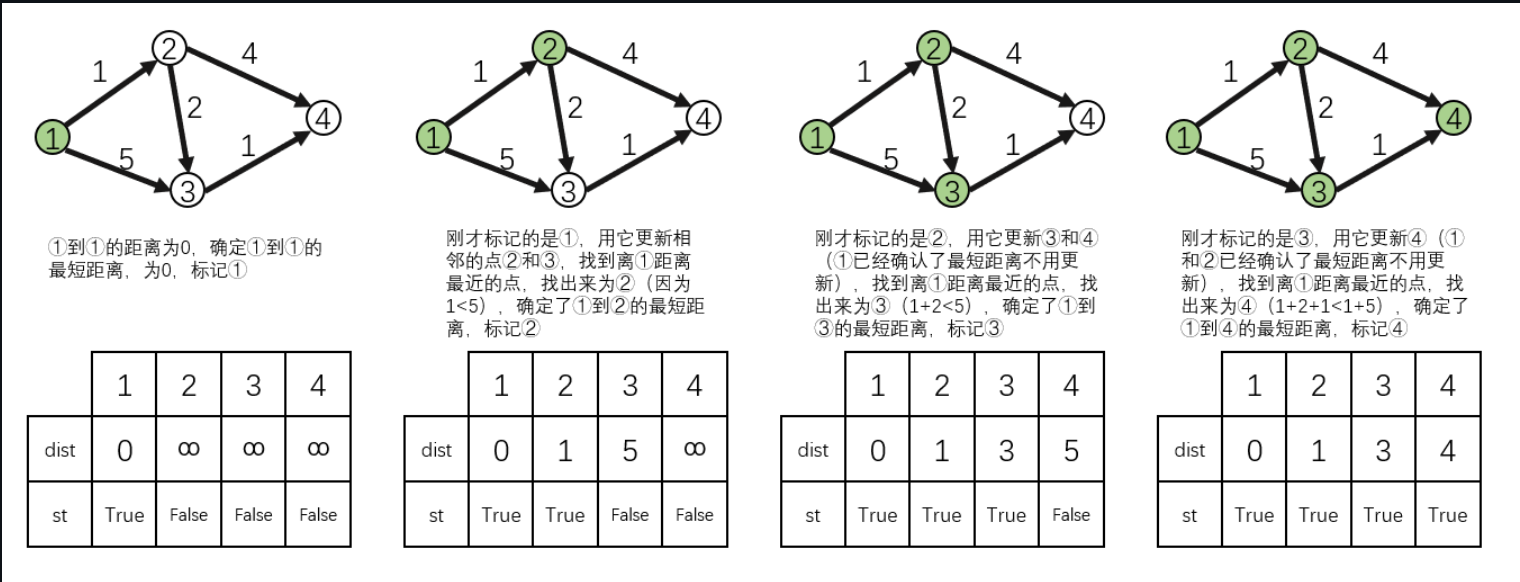 2
4
1
2
4
1
5
1
3
①到①的距离为0，确定①到①的
最短距离，为0，标记①
1 2 3 4
dist 0 ∞ ∞ ∞
st True False False False
2
4
1
2
4
1
5
1
3
刚才标记的是①，用它更新相
邻的点②和③，找到离①距离
最近的点，找出来为②（因为
1<5），确定了①到②的最短距
离，标记②
1 2 3 4
dist 0 1 5 ∞
st True True False False
2
4
1
2
4
1
5
1
3
刚才标记的是②，用它更新③和④
（①已经确认了最短距离不用更
新），找到离①距离最近的点，找
出来为③（1+2<5），确定了①到
③的最短距离，标记③
1 2 3 4
dist 0 1 3 5
st True True True False
2
4
1
2
4
1
5
1
3
刚才标记的是③，用它更新④（①
和②已经确认了最短距离不用更
新），找到离①距离最近的点，找
出来为④（1+2+1<1+5），确定了
①到④的最短距离，标记④
1 2 3 4
dist 0 1 3 4
st True True True True